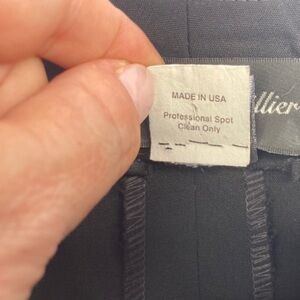 MADE IN USA
Professional Spot
Clean Only